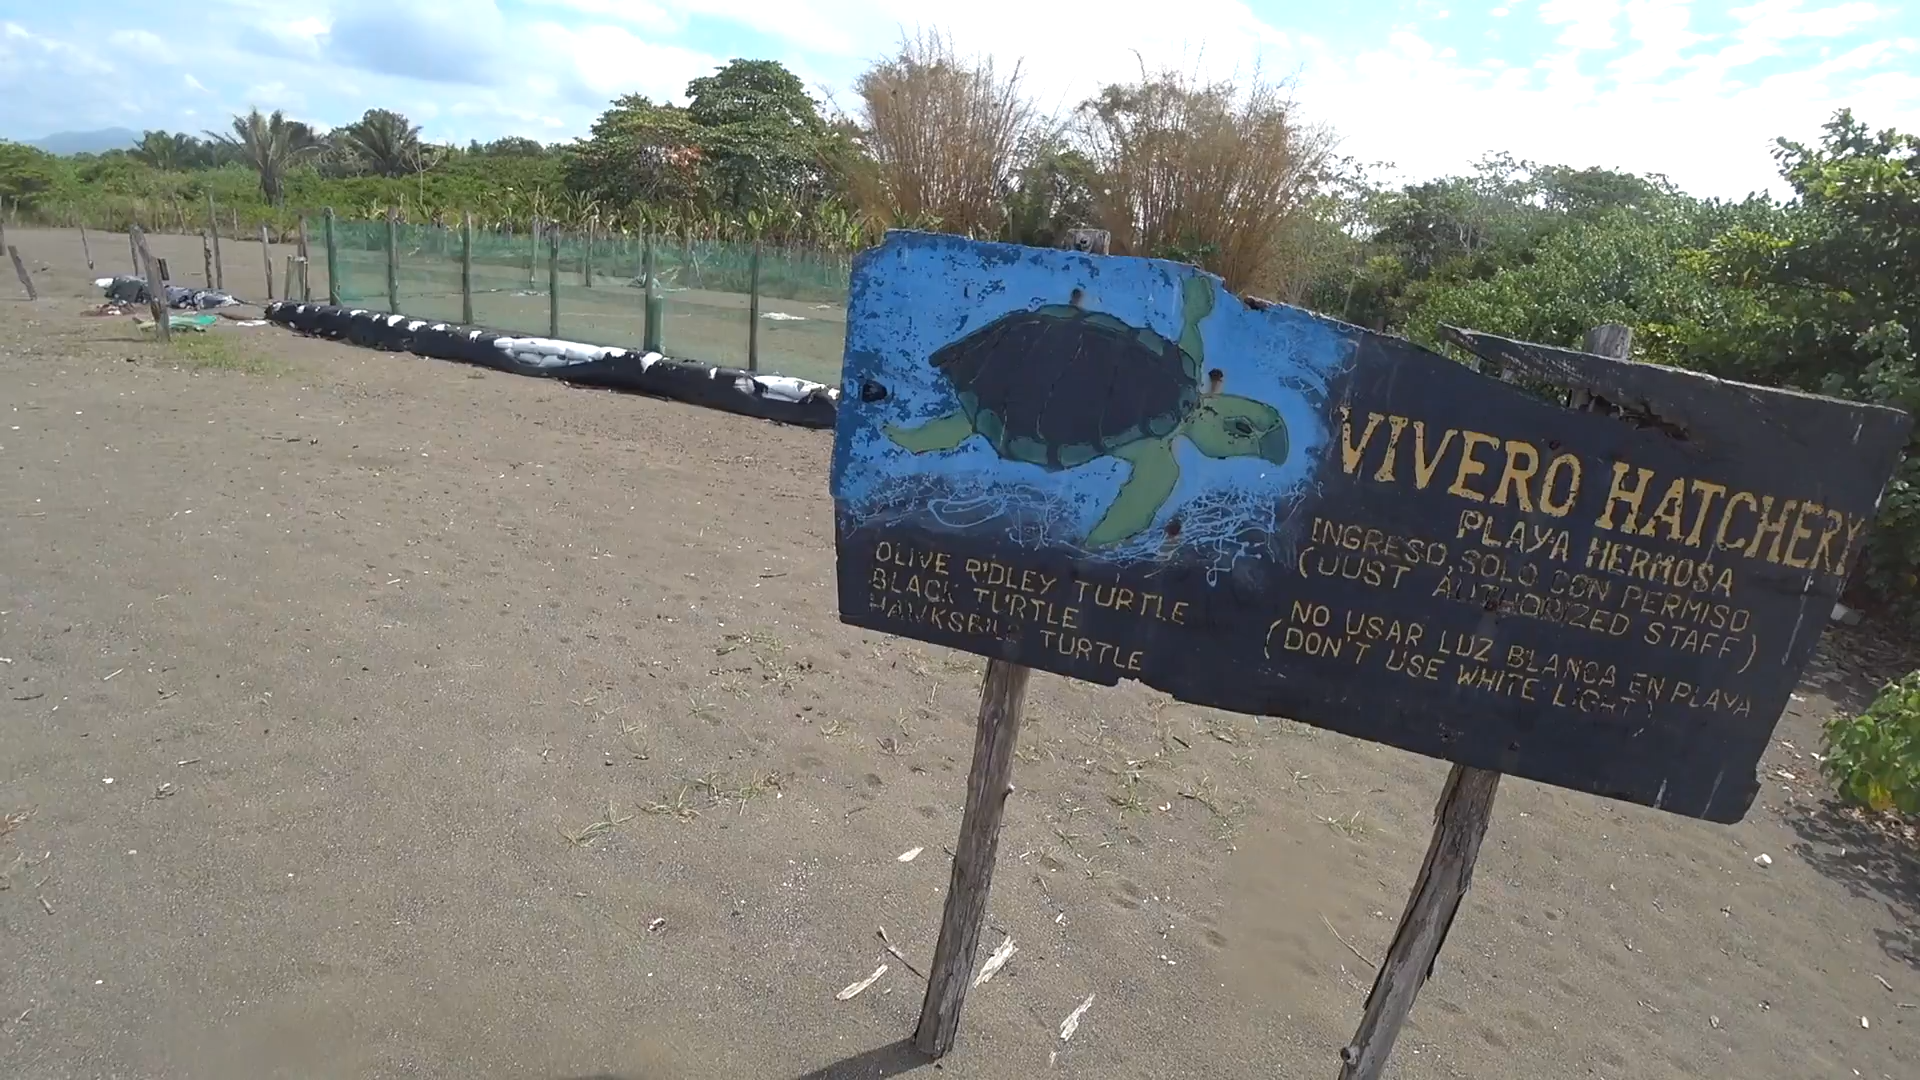 VIVERO HATCHERY
PLAYA HERMOSA
INGRESO, SOLO CON PERMISO
(JUST AUTHORIZED STAFF)
NO USAR LUZ BLANCA EN PLAYA
(DON'T USE WHITE LIGHT)
OLIVE RIDLEY TURTLE
BLACK TURTLE
HAWKSBILL TURTLE